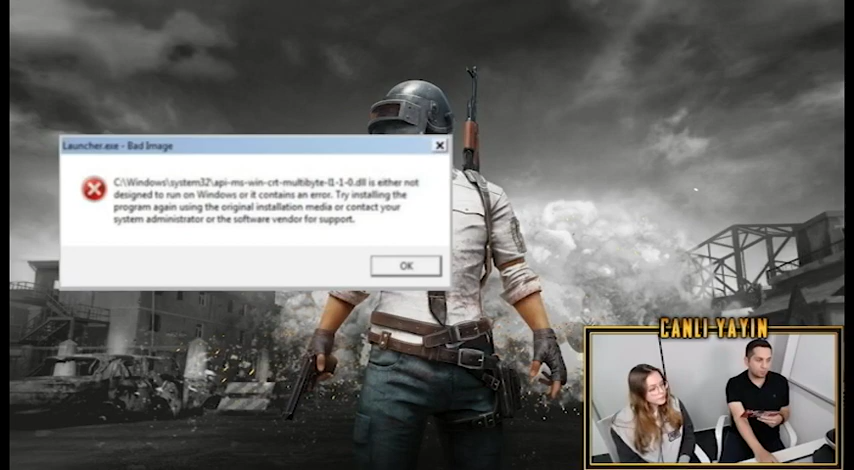 Launcher.exe - Bad Image
C:\Windows\system32\api-ms-win-crt-multibyte-l1-1-0.dll is either not
designed to run on Windows or it contains an error. Try installing the
program again using the original installation media or contact your
system administrator or the software vendor for support.
OK
CANLI YAYIN